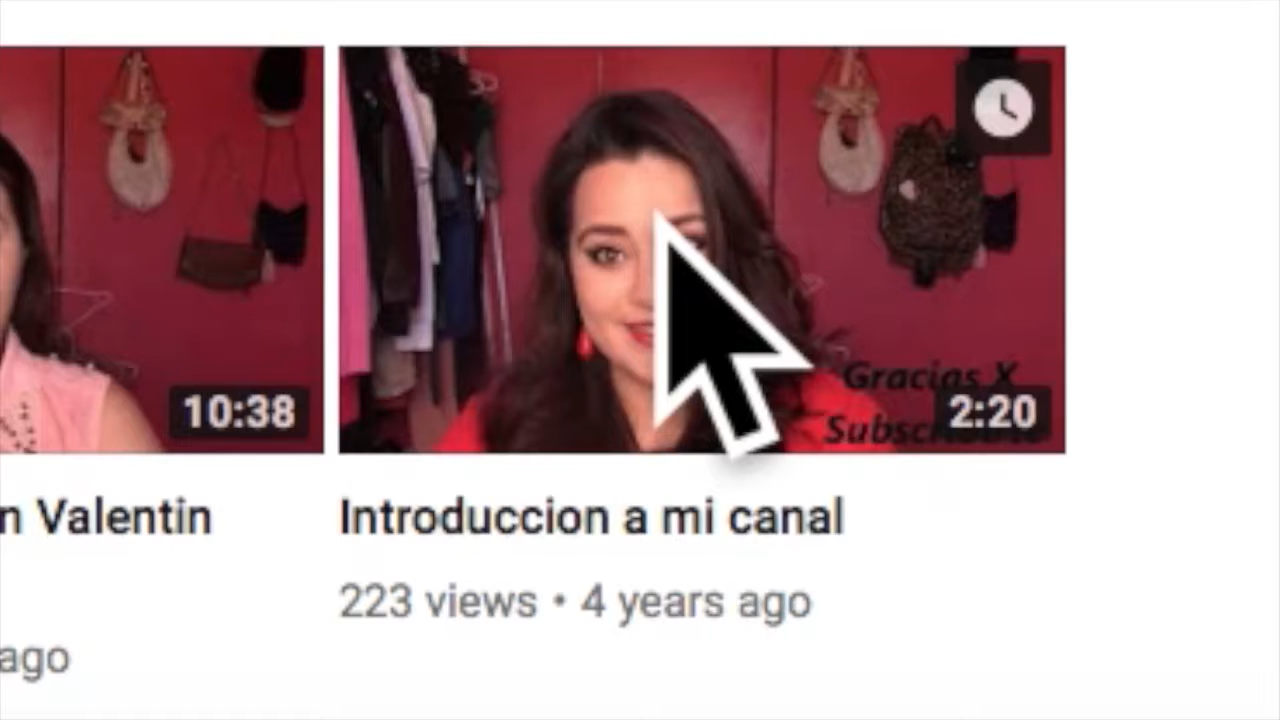 Gracias X
10:38
2:20
n Valentin
Introduccion a mi canal
223 views • 4 years ago
ago